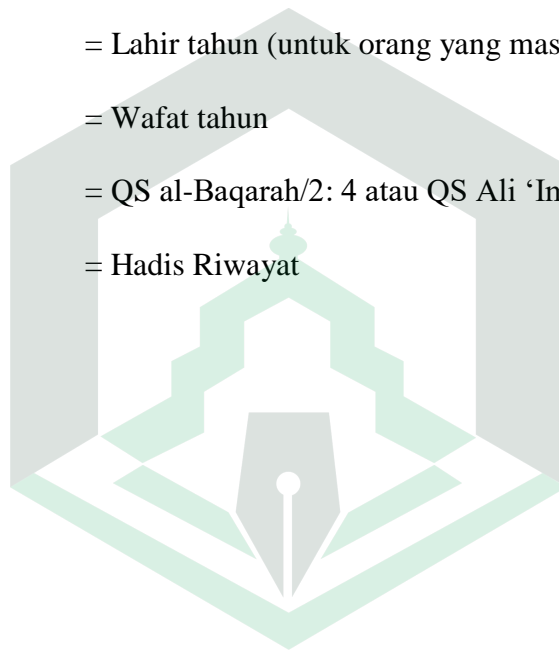 = Lahir tahun (untuk orang yang mas
= Wafat tahun
= QS al-Baqarah/2: 4 atau QS Ali ‘In
= Hadis Riwayat